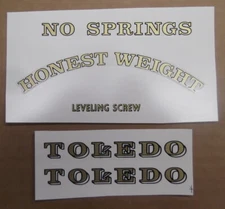 NO SPRINGS
HONEST WEIGHT
LEVELING SCREW
TOLEDO
TOLEDO